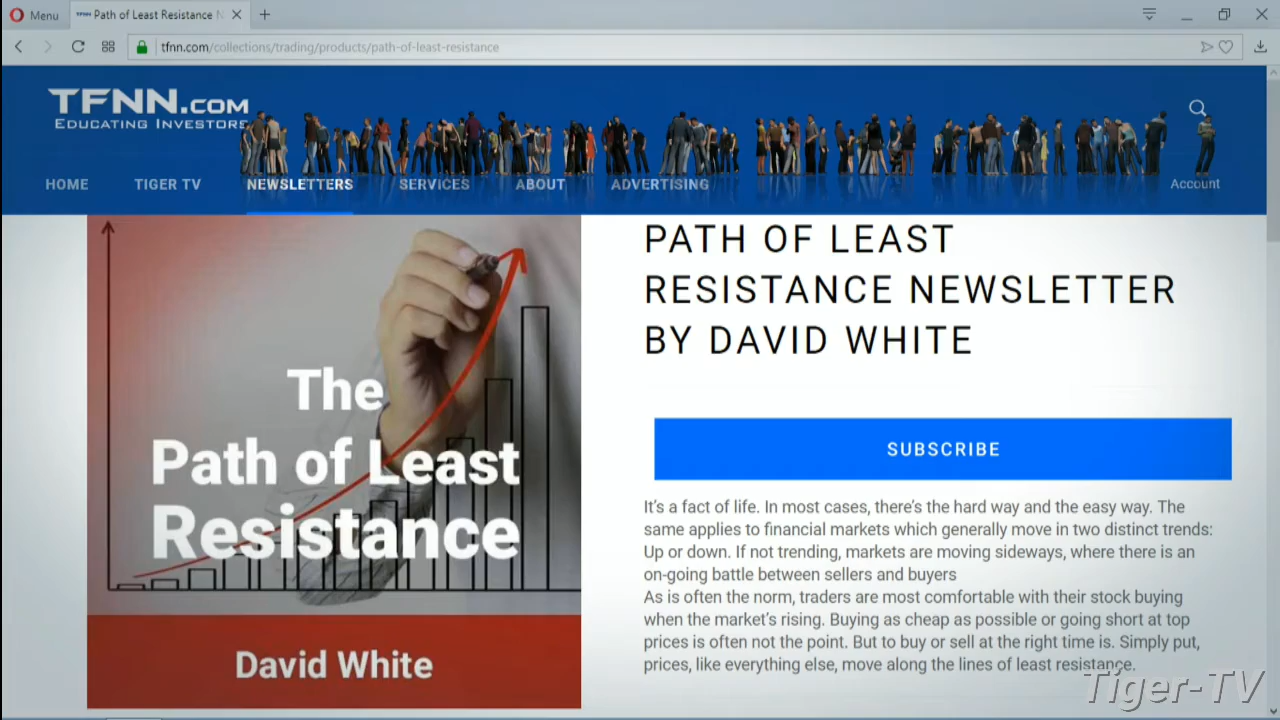 Menu
Path of Least Resistance N
tfnn.com/collections/trading/products/path-of-least-resistance
TFNN.COM
EDUCATING INVESTORS
HOME
TIGER TV
NEWSLETTERS
SERVICES
ABOUT
ADVERTISING
Account
The
Path of Least
Resistance
David White
PATH OF LEAST
RESISTANCE NEWSLETTER
BY DAVID WHITE
SUBSCRIBE
It's a fact of life. In most cases, there's the hard way and the easy way. The
same applies to financial markets which generally move in two distinct trends:
Up or down. If not trending, markets are moving sideways, where there is an
on-going battle between sellers and buyers
As is often the norm, traders are most comfortable with their stock buying
when the market's rising. Buying as cheap as possible or going short at top
prices is often not the point. But to buy or sell at the right time is. Simply put,
prices, like everything else, move along the lines of least resistance.
Tiger-TV